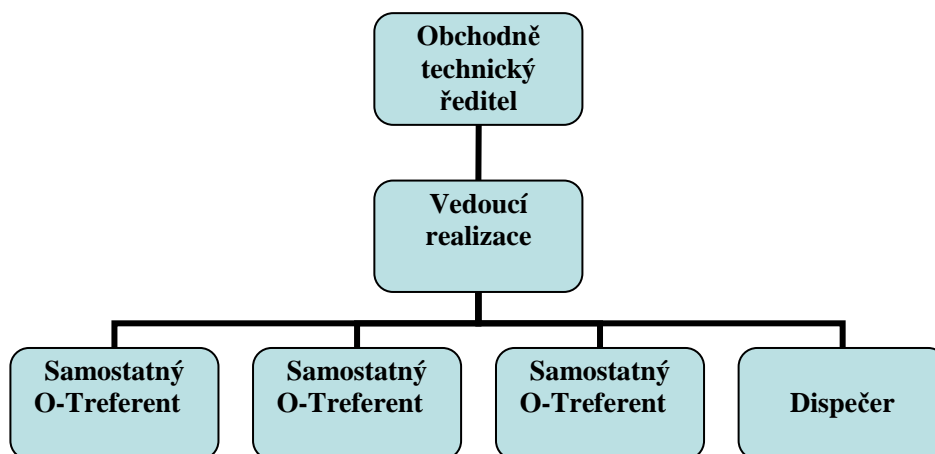 Obchodně
technický
ředitel
Vedoucí
realizace
Samostatný
O-Treferent
Samostatný
O-Treferent
Samostatný
O-Treferent
Dispečer